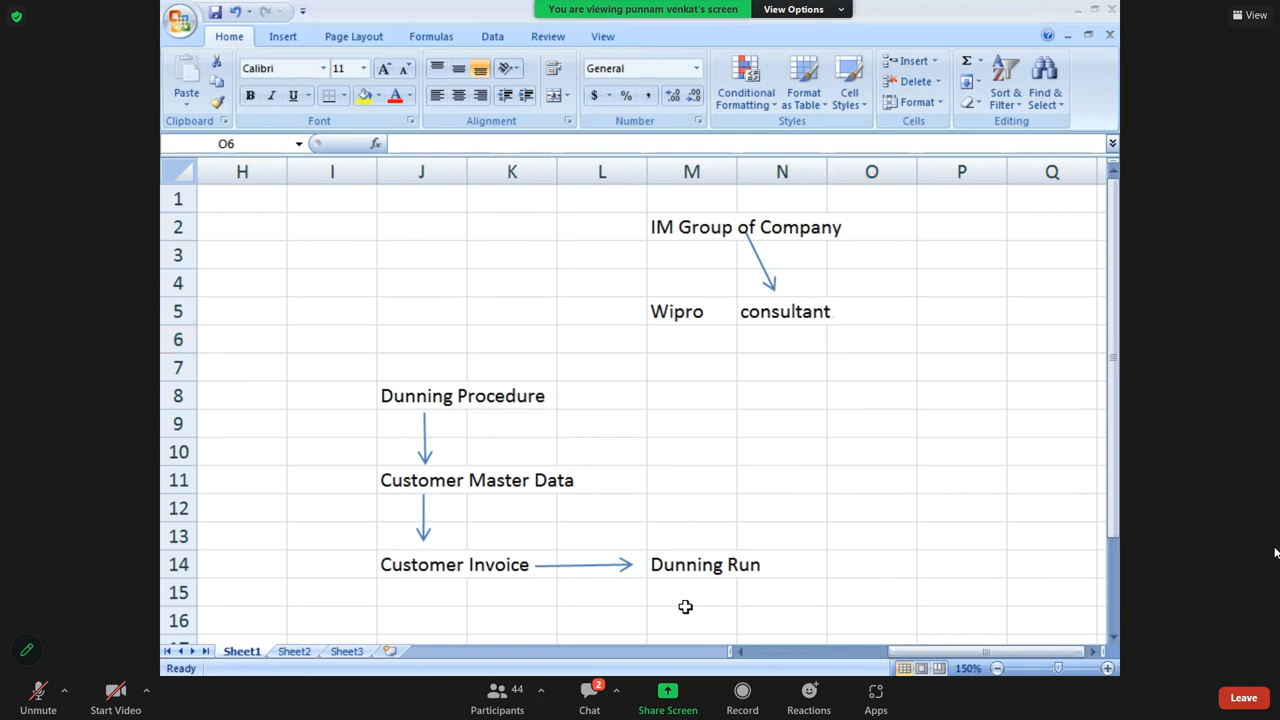 You are viewing punnam venkat's screen
View Options
View
Home Insert Page Layout Formulas Data Review View
Paste
Calibri 11
B I U
A A A
General
$ % ,
Conditional Formatting
Format as Table
Cell Styles
Insert
Delete
Format
Σ
Sort & Filter
Find & Select
Clipboard Font Alignment Number Styles Cells Editing
O6 fx
H I J K L M N O P Q
1
2 IM Group of Company
3
4
5 Wipro consultant
6
7
8 Dunning Procedure
9
10
11 Customer Master Data
12
13
14 Customer Invoice Dunning Run
15
16
17
Sheet1 Sheet2 Sheet3
Ready 150%
Unmute
Start Video
44
Participants
2
Chat
Share Screen
Record
Reactions
Apps
Leave